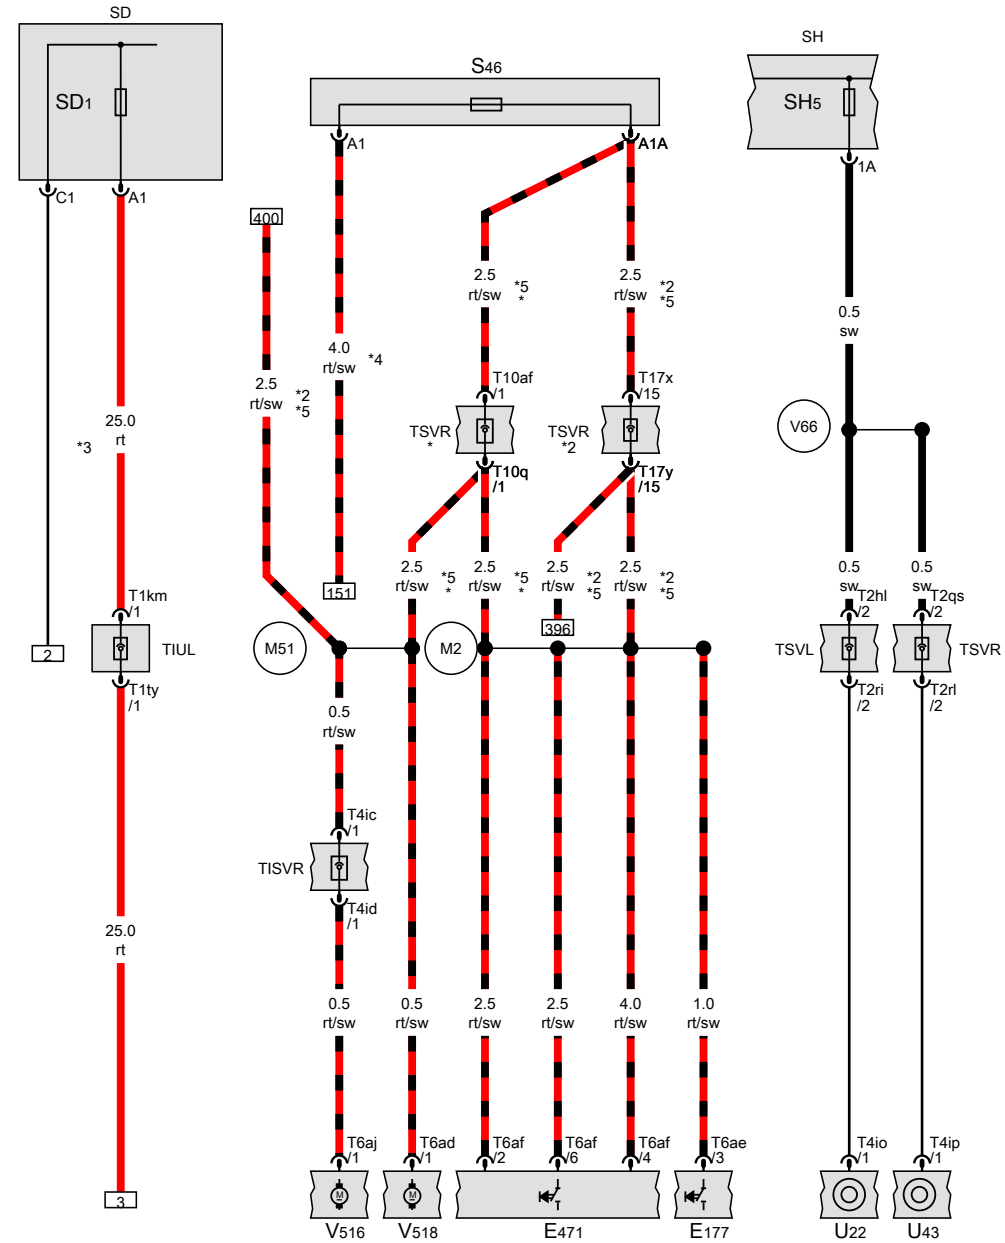 SD
SH
S46
SD1
SH5
C1
A1
A1
A1A
1A
400
2.5
rt/sw
*5
*
2.5
rt/sw
*2
*5
0.5
sw
4.0
rt/sw
*4
2.5
rt/sw
*2
*5
T10af
/1
T17x
/15
25.0
rt
*3
TSVR
*
TSVR
*2
V66
T10q
/1
T17y
/15
2.5
rt/sw
*5
*
2.5
rt/sw
*5
*
2.5
rt/sw
*2
*5
2.5
rt/sw
*2
*5
0.5
sw
0.5
sw
151
T1km
/1
T2hl
/2
T2qs
/2
396
2
TIUL
M51
M2
TSVL
TSVR
T1ty
/1
T2ri
/2
T2rl
/2
0.5
rt/sw
T4ic
/1
TISVR
T4id
/1
25.0
rt
0.5
rt/sw
0.5
rt/sw
2.5
rt/sw
2.5
rt/sw
4.0
rt/sw
1.0
rt/sw
T6aj
/1
T6ad
/1
T6af
/2
T6af
/6
T6af
/4
T6ae
/3
T4io
/1
T4ip
/1
3
M
M
V516
V518
E471
E177
U22
U43